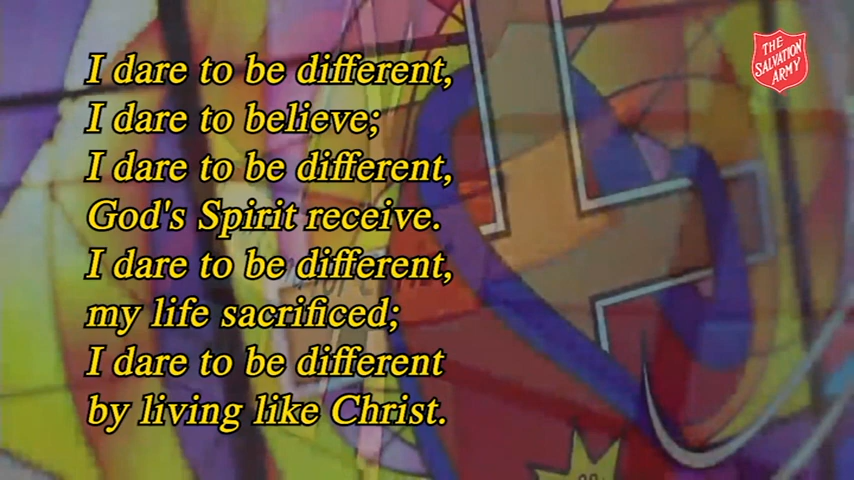 THE
SALVATION
ARMY
I dare to be different,
I dare to believe;
I dare to be different,
God's Spirit receive.
I dare to be different,
my life sacrificed;
I dare to be different
by living like Christ.